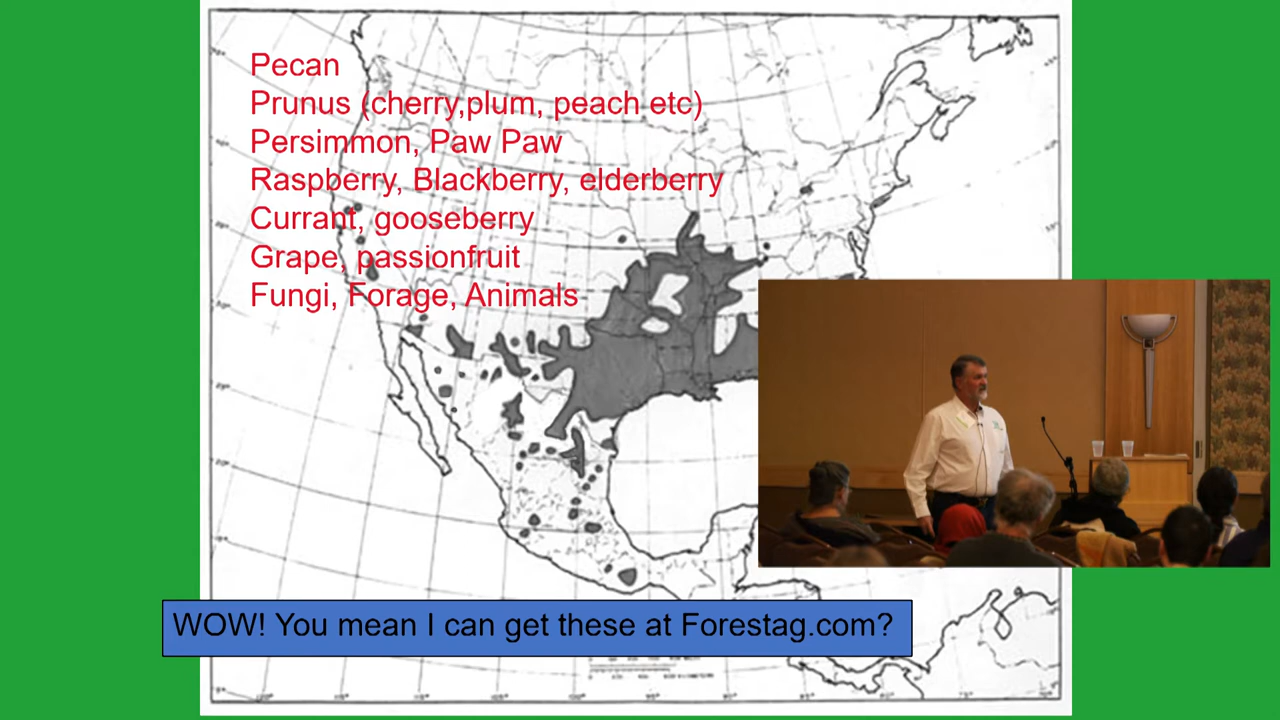 Pecan
Prunus (cherry,plum, peach etc)
Persimmon, Paw Paw
Raspberry, Blackberry, elderberry
Currant, gooseberry
Grape, passionfruit
Fungi, Forage, Animals
WOW! You mean I can get these at Forestag.com?